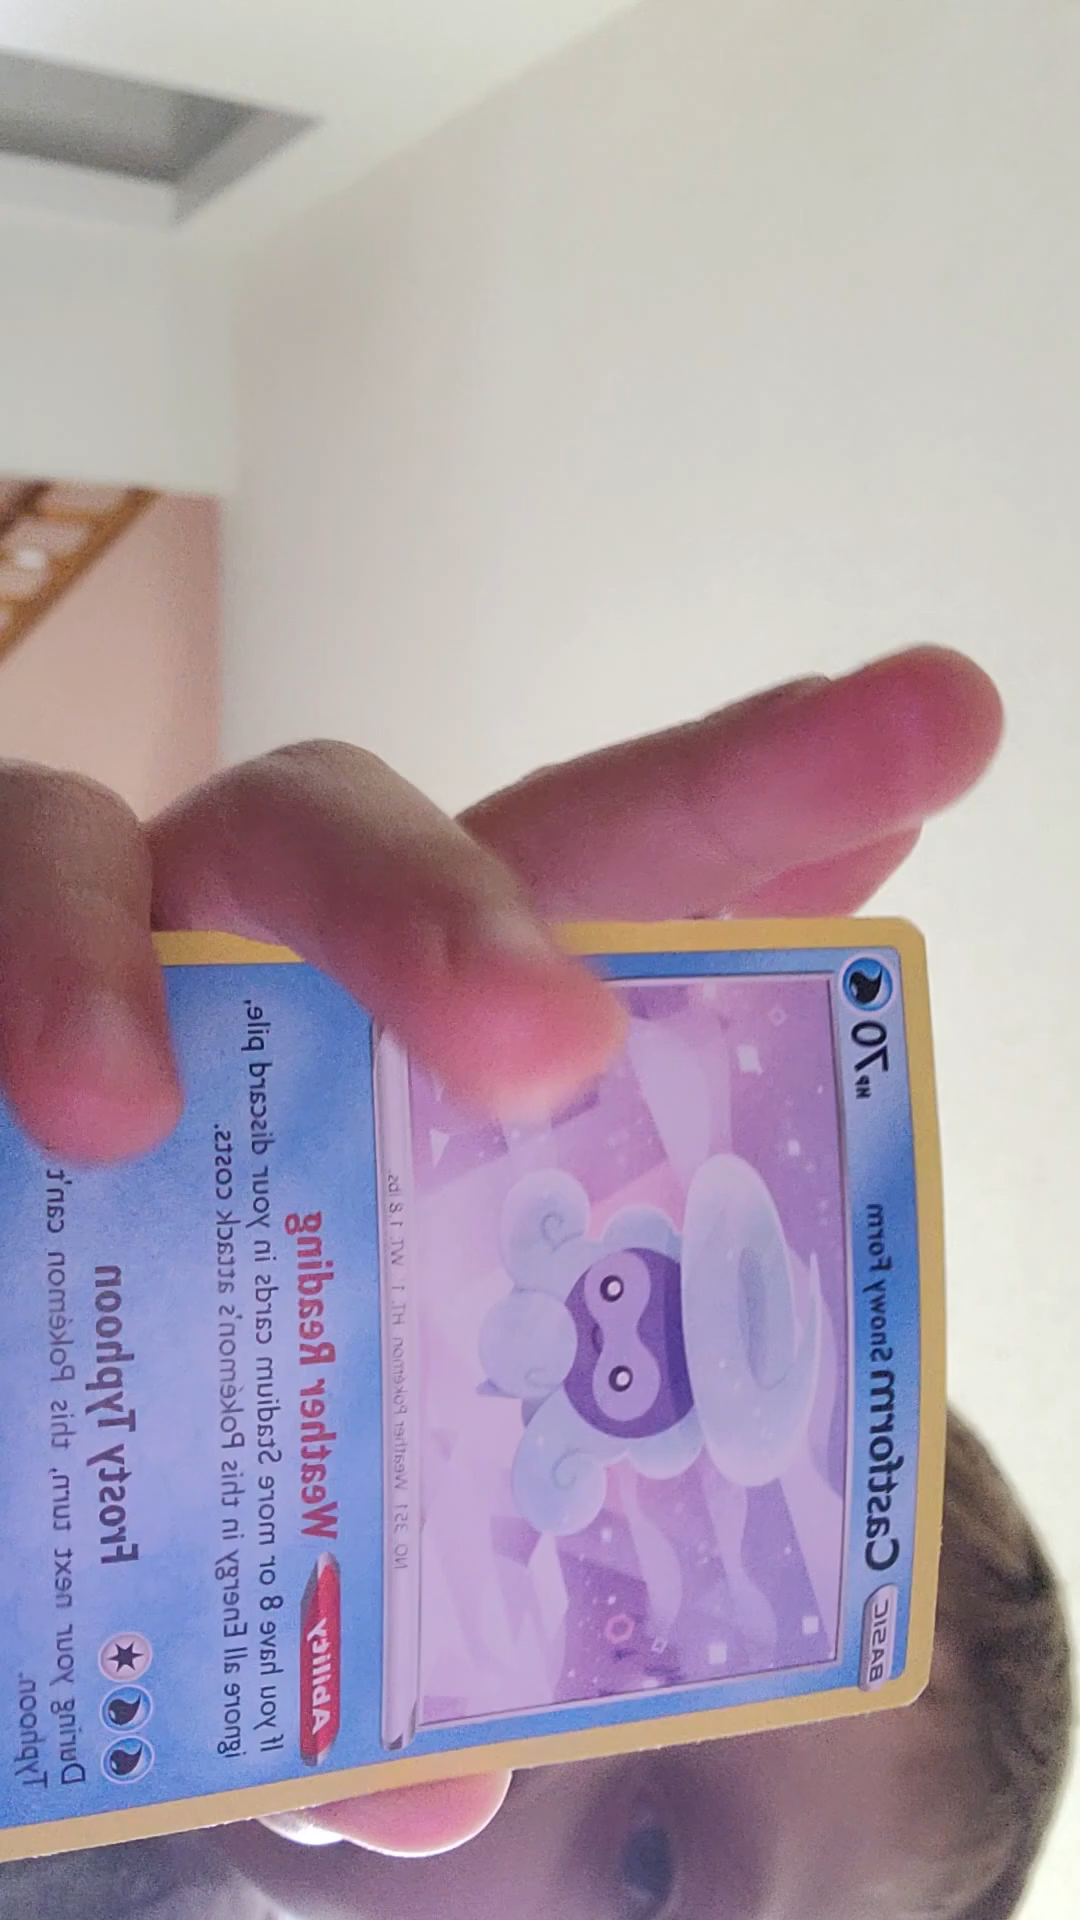 BASIC Castform Snowy Form HP 70
NO. 351 Weather Pokémon HT. 1' WT. 1.8 lbs.
Ability Weather Reading
If you have 8 or more Stadium cards in your discard pile,
ignore all Energy in this Pokémon's attack costs.
Frosty Typhoon
During your next turn, this Pokémon can't
Typhoon.